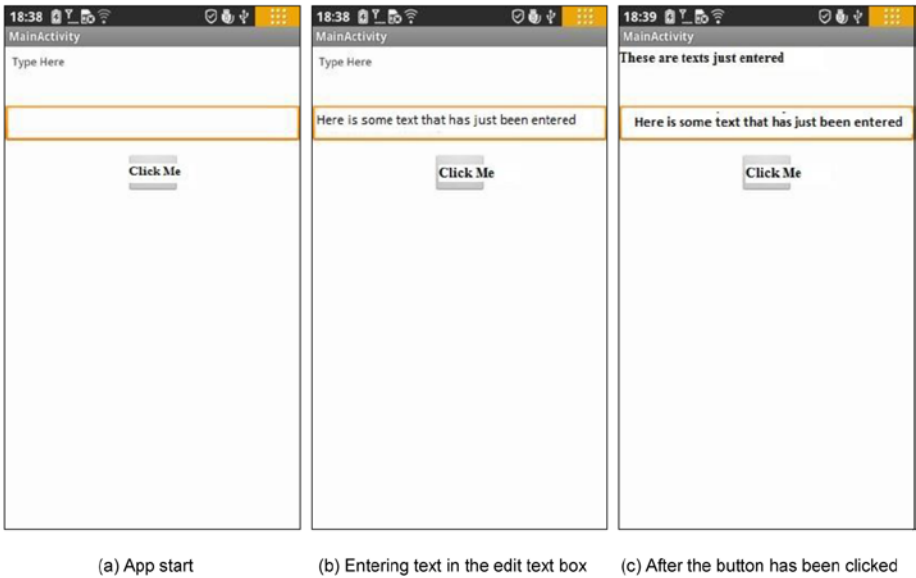 18:38
MainActivity
Type Here
Click Me
(a) App start
18:38
MainActivity
Type Here
Here is some text that has just been entered
Click Me
(b) Entering text in the edit text box
18:39
MainActivity
These are texts just entered
Here is some text that has just been entered
Click Me
(c) After the button has been clicked